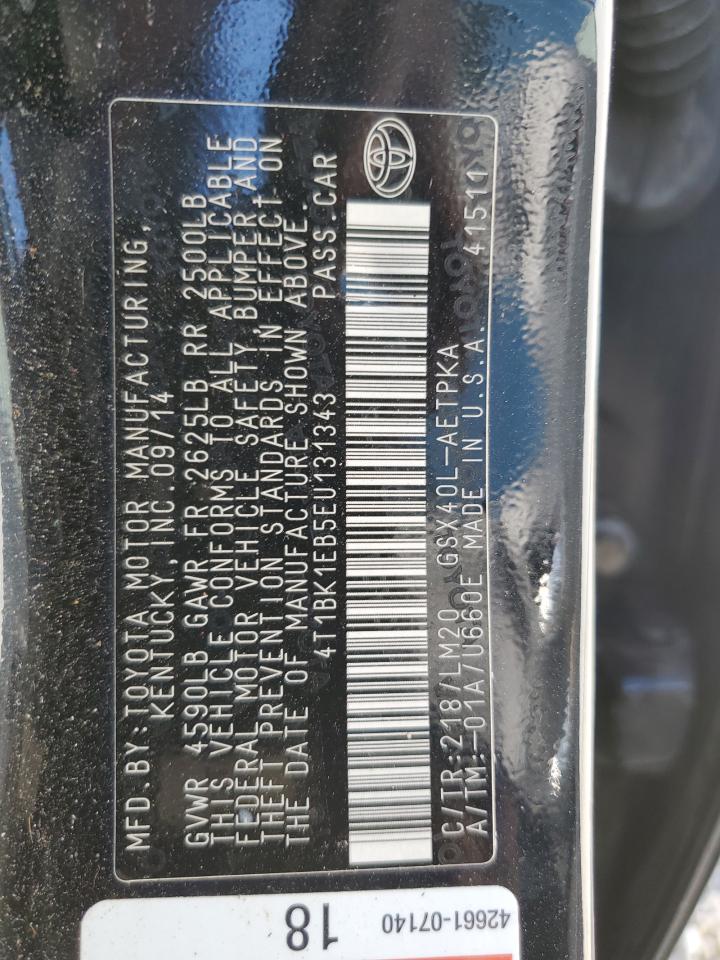 MFD. BY: TOYOTA MOTOR MANUFACTURING,
KENTUCKY, INC. 09/14
GVWR 4590LB GAWR FR 2625LB RR 2500LB
THIS VEHICLE CONFORMS TO ALL APPLICABLE
FEDERAL MOTOR VEHICLE SAFETY, BUMPER AND
THEFT PREVENTION STANDARDS IN EFFECT ON
THE DATE OF MANUFACTURE SHOWN ABOVE.
4T1BK1EB5EU131343 PASS.CAR
C/TR:218/LM20 GSX40L-AETPKA
A/TM:-01A/U660E MADE IN U.S.A. 41511
18
42661-07140